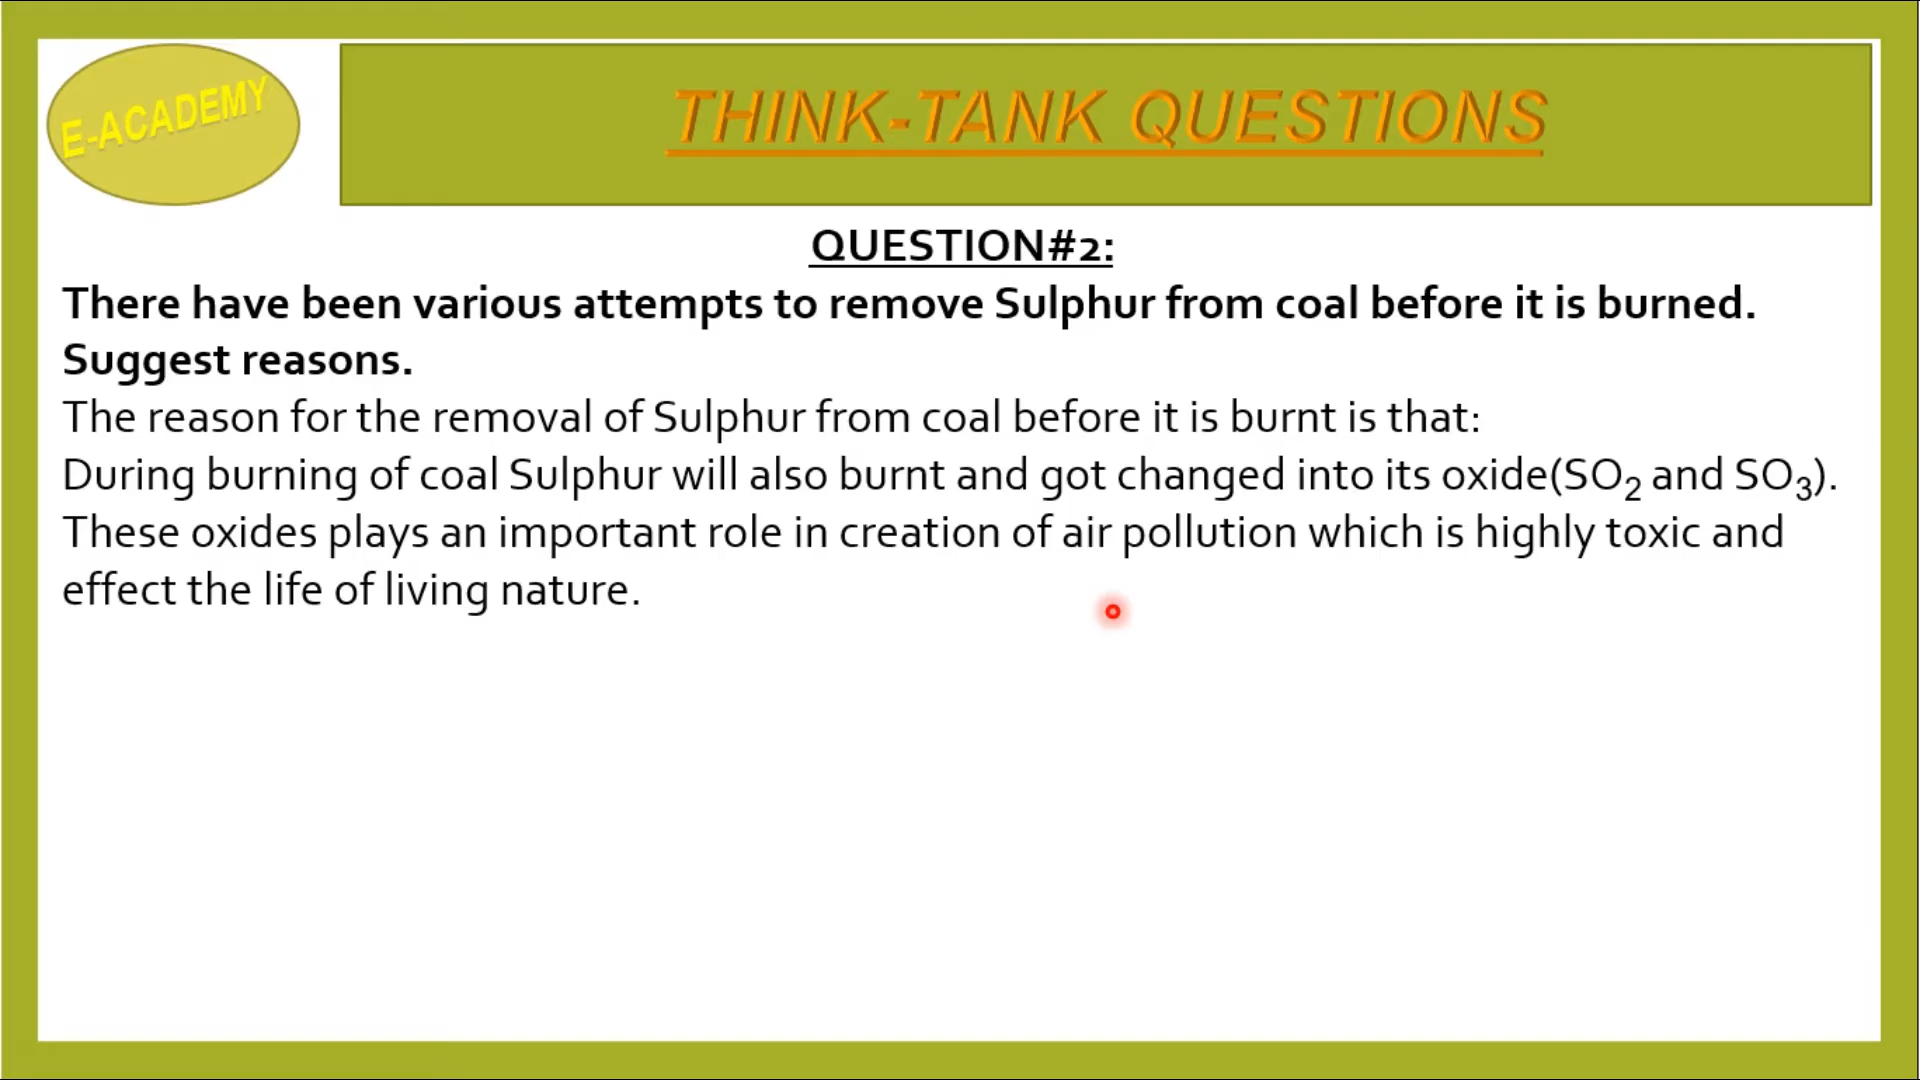 E-ACADEMY
THINK-TANK QUESTIONS
QUESTION#2:
There have been various attempts to remove Sulphur from coal before it is burned.
Suggest reasons.
The reason for the removal of Sulphur from coal before it is burnt is that:
During burning of coal Sulphur will also burnt and got changed into its oxide(SO₂ and SO₃).
These oxides plays an important role in creation of air pollution which is highly toxic and
effect the life of living nature.